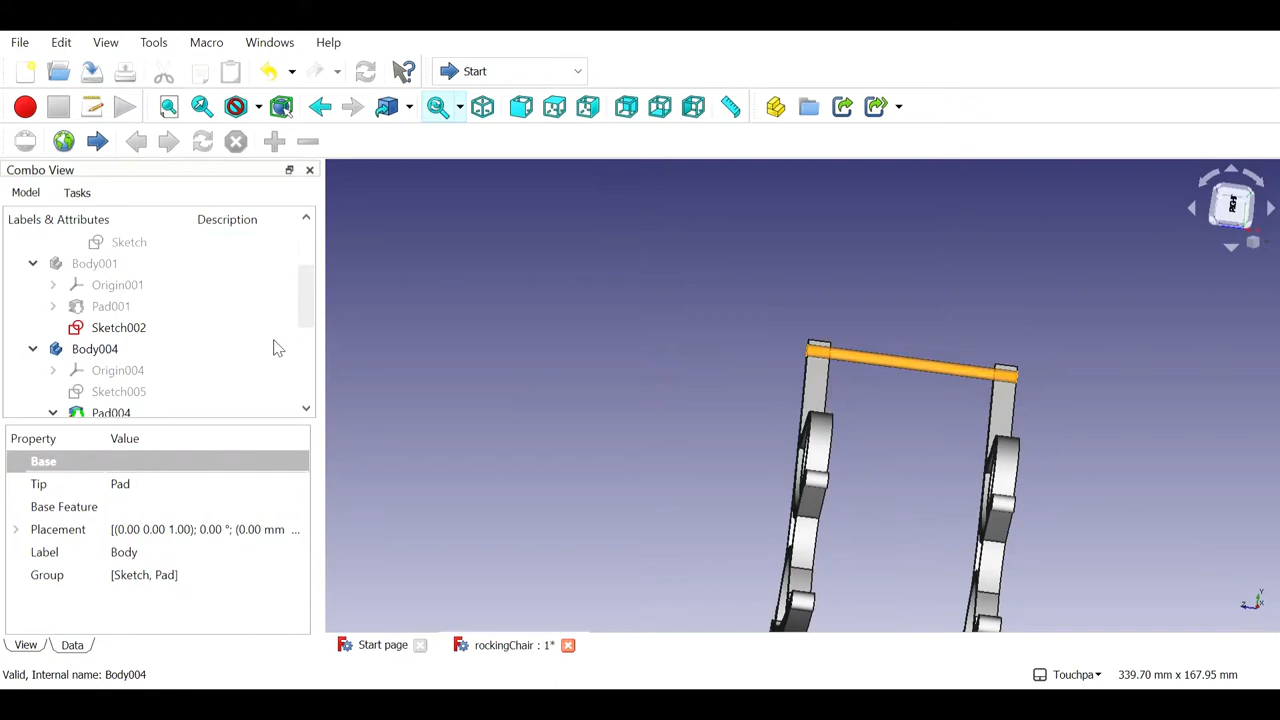 File Edit View Tools Macro Windows Help
Start
Combo View
Model Tasks
Labels & Attributes Description
Sketch
Body001
Origin001
Pad001
Sketch002
Body004
Origin004
Sketch005
Pad004
Property Value
Base
Tip Pad
Base Feature
Placement [(0.00 0.00 1.00); 0.00 °; (0.00 mm ...
Label Body
Group [Sketch, Pad]
View Data
Start page rockingChair : 1*
Valid, Internal name: Body004
Touchpa 339.70 mm x 167.95 mm